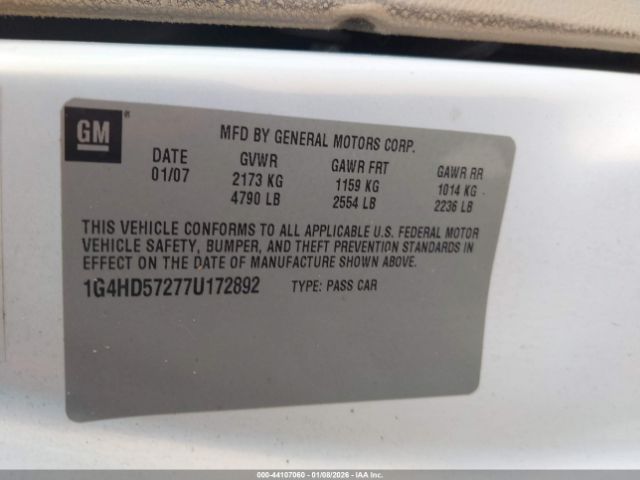 GM®
MFD BY GENERAL MOTORS CORP.
DATE GVWR GAWR FRT GAWR RR
01/07 2173 KG 1159 KG 1014 KG
4790 LB 2554 LB 2236 LB
THIS VEHICLE CONFORMS TO ALL APPLICABLE U.S. FEDERAL MOTOR
VEHICLE SAFETY, BUMPER, AND THEFT PREVENTION STANDARDS IN
EFFECT ON THE DATE OF MANUFACTURE SHOWN ABOVE.
1G4HD57277U172892 TYPE: PASS CAR
000-44107060 - 01/08/2026 - IAAI.com